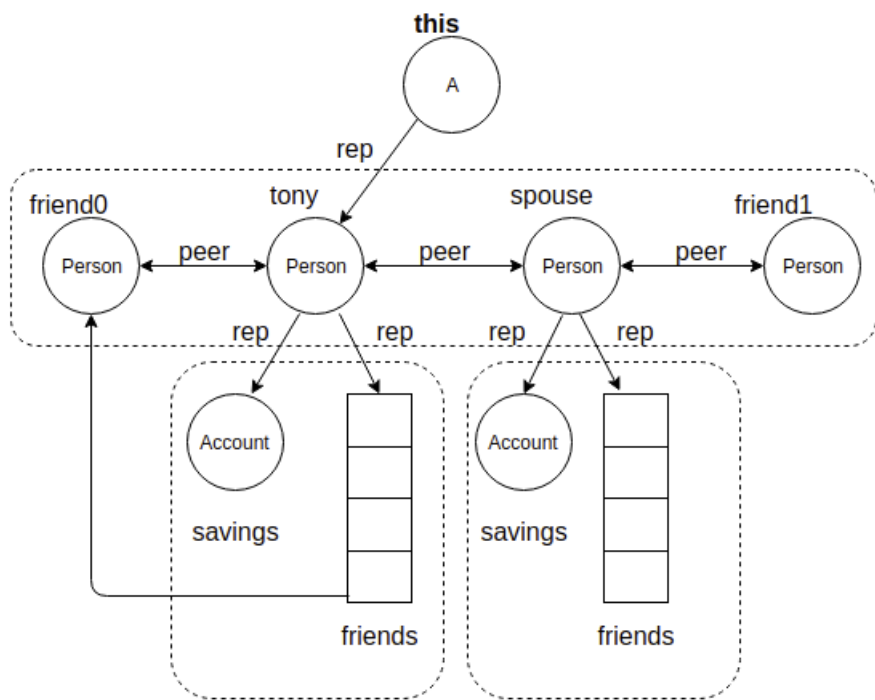 this
A
rep
friend0
tony
spouse
friend1
Person
peer
Person
peer
Person
peer
Person
rep
rep
rep
rep
Account
Account
savings
savings
friends
friends